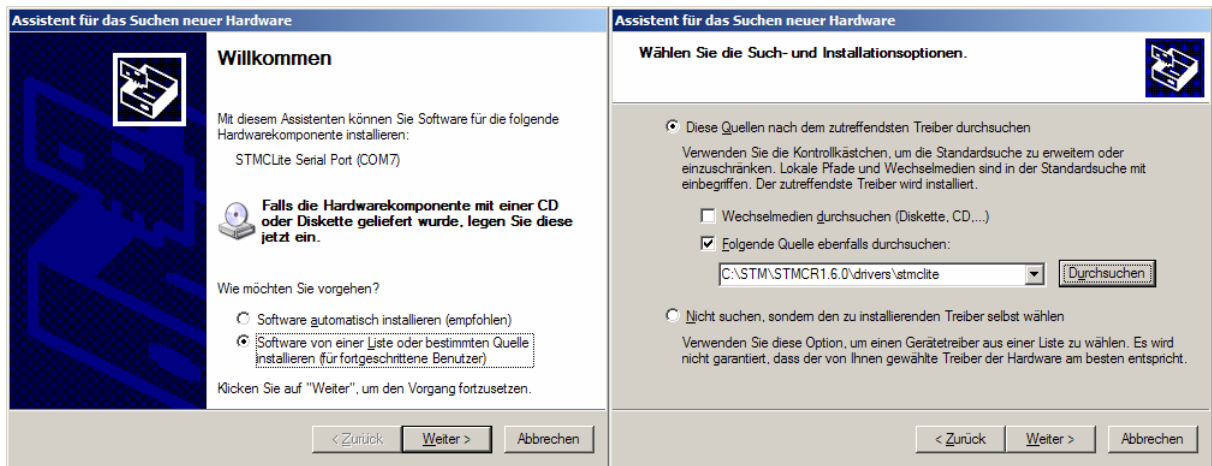 Assistent für das Suchen neuer Hardware
Willkommen
Mit diesem Assistenten können Sie Software für die folgende
Hardwarekomponente installieren:
STMCLite Serial Port (COM7)
Falls die Hardwarekomponente mit einer CD
oder Diskette geliefert wurde, legen Sie diese
jetzt ein.
Wie möchten Sie vorgehen?
Software automatisch installieren (empfohlen)
Software von einer Liste oder bestimmten Quelle
installieren (für fortgeschrittene Benutzer)
Klicken Sie auf "Weiter", um den Vorgang fortzusetzen.
< Zurück
Weiter >
Abbrechen
Assistent für das Suchen neuer Hardware
Wählen Sie die Such- und Installationsoptionen.
Diese Quellen nach dem zutreffendsten Treiber durchsuchen
Verwenden Sie die Kontrollkästchen, um die Standardsuche zu erweitern oder
einzuschränken. Lokale Pfade und Wechselmedien sind in der Standardsuche mit
einbegriffen. Der zutreffendste Treiber wird installiert.
Wechselmedien durchsuchen (Diskette, CD,...)
Folgende Quelle ebenfalls durchsuchen:
C:\STM\STMCR1.6.0\drivers\stmclite
Durchsuchen
Nicht suchen, sondern den zu installierenden Treiber selbst wählen
Verwenden Sie diese Option, um einen Gerätetreiber aus einer Liste zu wählen. Es wird
nicht garantiert, dass der von Ihnen gewählte Treiber der Hardware am besten entspricht.
< Zurück
Weiter >
Abbrechen